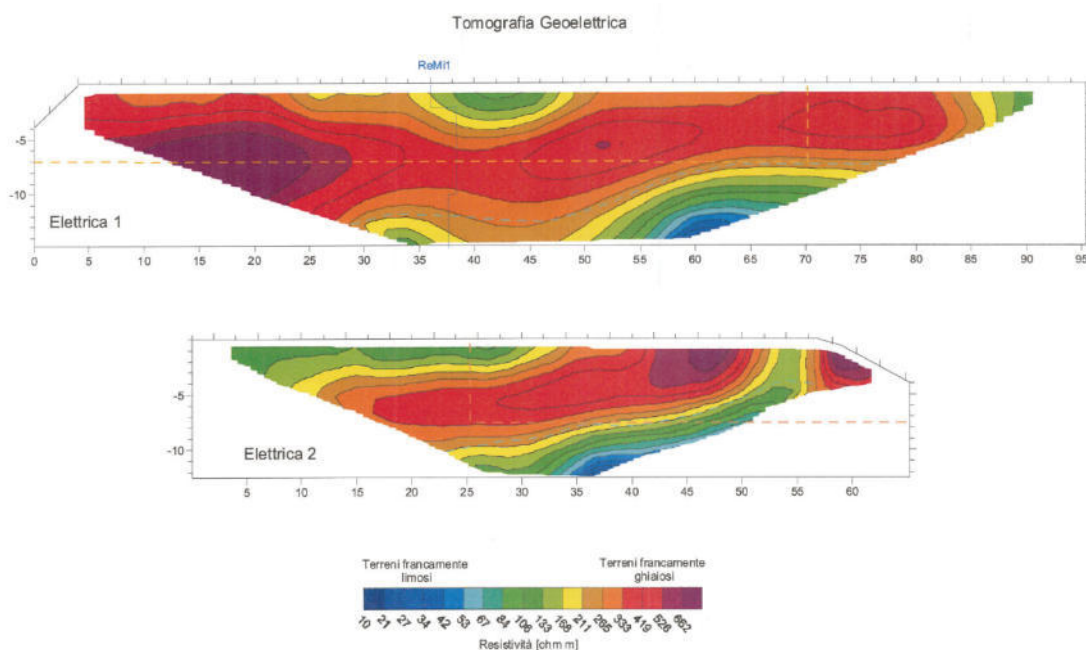 Tomografia Geoelettrica
ReMi1
-5
-10
Elettrica 1
0 5 10 15 20 25 30 35 40 45 50 55 60 65 70 75 80 85 90 95
-5
-10
Elettrica 2
5 10 15 20 25 30 35 40 45 50 55 60
Terreni francamente
limosi
Terreni francamente
ghiaiosi
10 21 27 34 42 53 67 84 106 133 168 211 265 333 419 526 662
Resistività [ohm m]